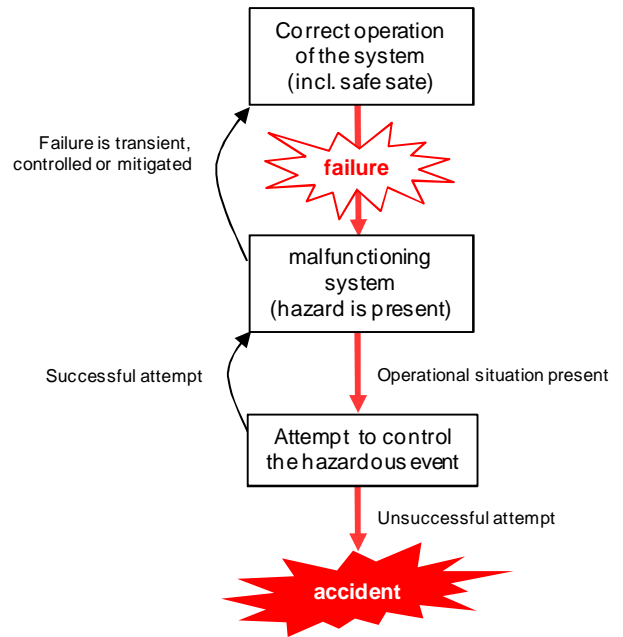 Correct operation
of the system
(incl. safe sate)
Failure is transient,
controlled or mitigated
failure
malfunctioning
system
(hazard is present)
Successful attempt
Operational situation present
Attempt to control
the hazardous event
Unsuccessful attempt
accident